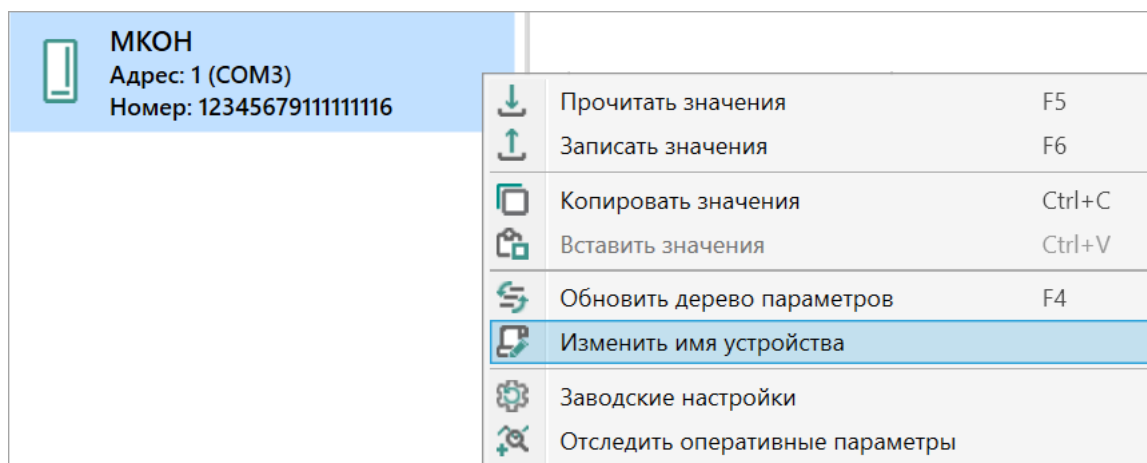 МКОН
Адрес: 1 (COM3)
Номер: 12345679111111116
Прочитать значения F5
Записать значения F6
Копировать значения Ctrl+C
Вставить значения Ctrl+V
Обновить дерево параметров F4
Изменить имя устройства
Заводские настройки
Отследить оперативные параметры